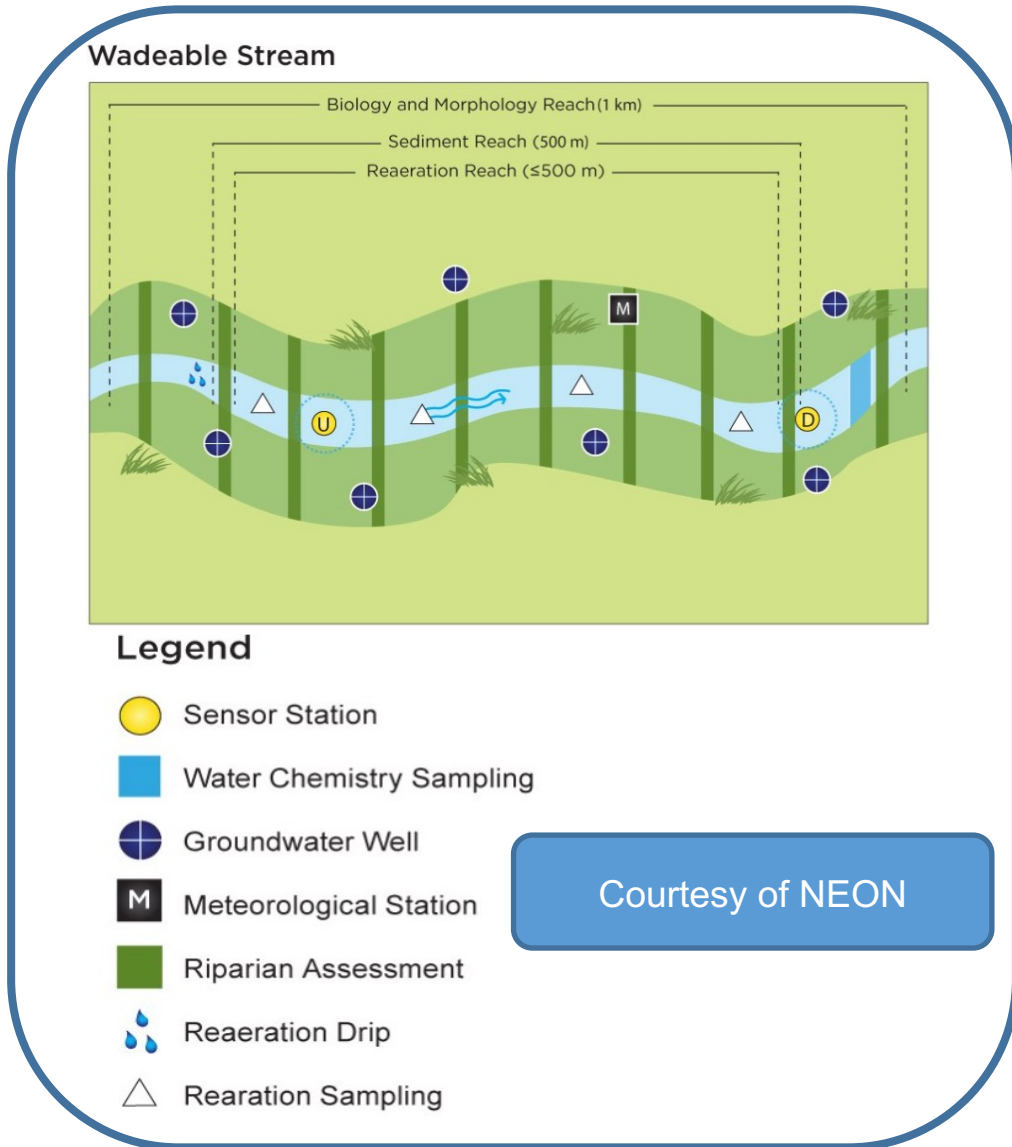 Wadeable Stream
Biology and Morphology Reach(1 km)
Sediment Reach (500 m)
Reaeration Reach (≤500 m)
M
U
D
Legend
Sensor Station
Water Chemistry Sampling
Groundwater Well
M
Meteorological Station
Riparian Assessment
Reaeration Drip
Rearation Sampling
Courtesy of NEON